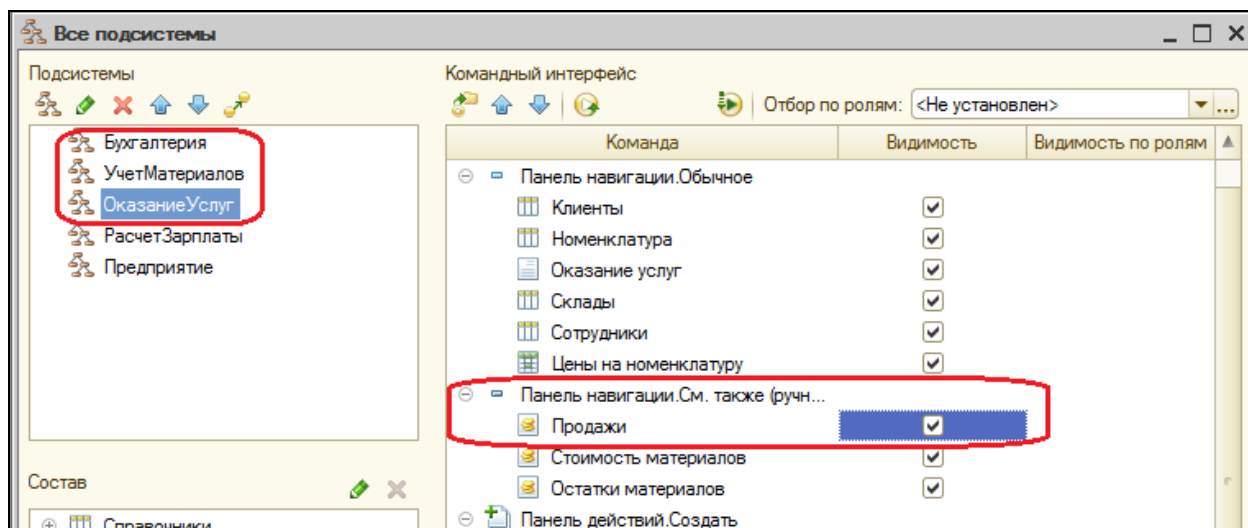 Все подсистемы
Подсистемы
Бухгалтерия
УчетМатериалов
ОказаниеУслуг
РасчетЗарплаты
Предприятие
Состав
Справочники
Командный интерфейс
Отбор по ролям: <Не установлен>
Команда Видимость Видимость по ролям
Панель навигации.Обычное
Клиенты
Номенклатура
Оказание услуг
Склады
Сотрудники
Цены на номенклатуру
Панель навигации.См. также (ручн...
Продажи
Стоимость материалов
Остатки материалов
Панель действий.Создать